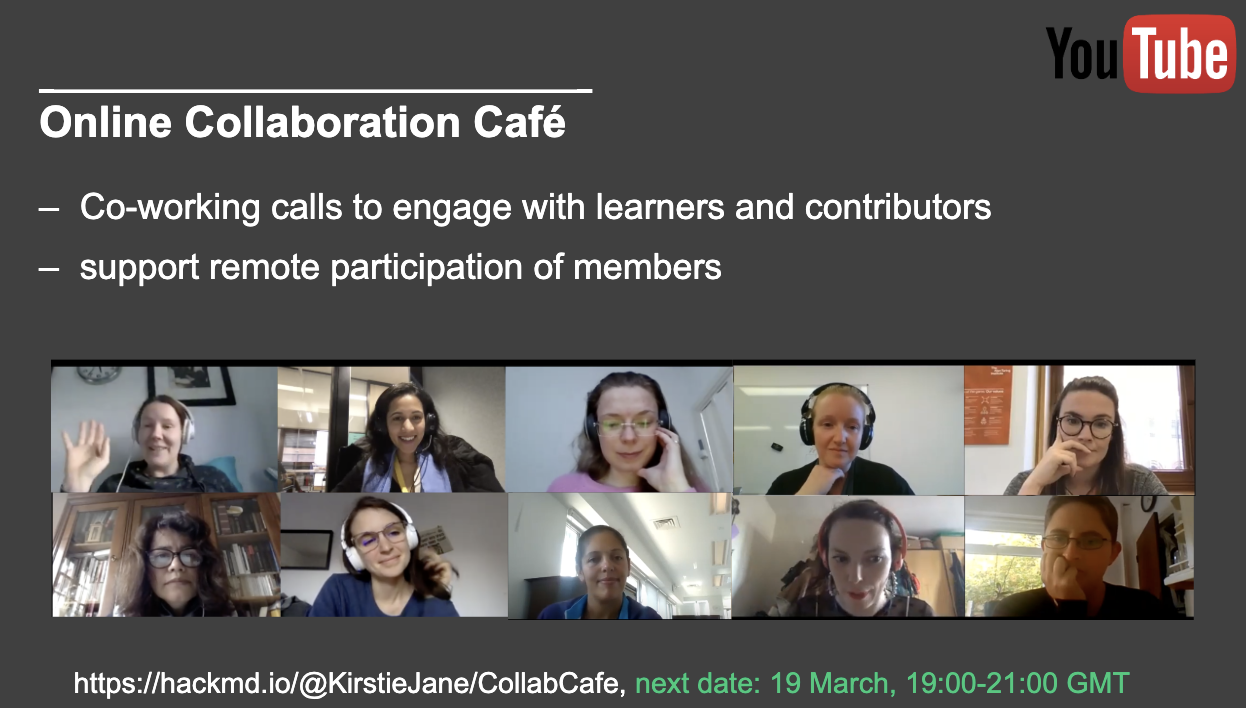 YouTube
Online Collaboration Café
– Co-working calls to engage with learners and contributors
– support remote participation of members
https://hackmd.io/@KirstieJane/CollabCafe, next date: 19 March, 19:00-21:00 GMT